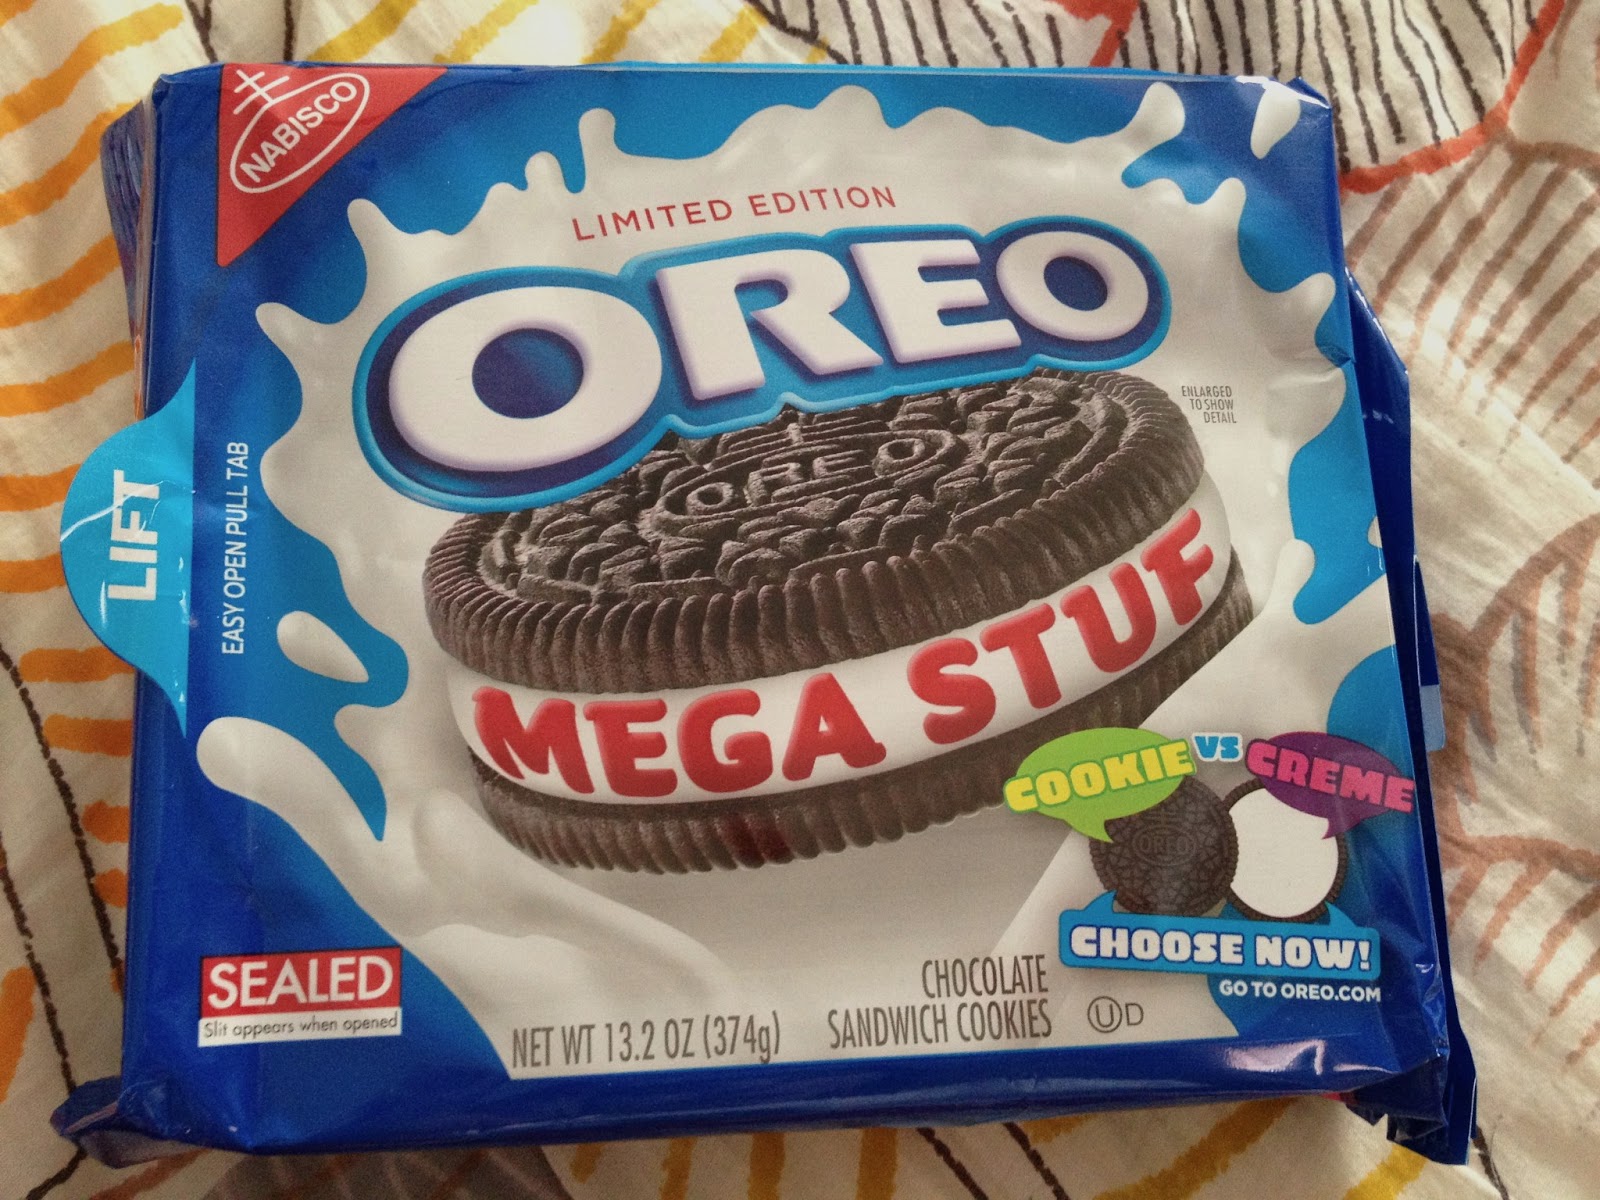 NABISCO
LIMITED EDITION
OREO
ENLARGED
TO SHOW
DETAIL
OREO
LIFT
EASY OPEN PULL TAB
MEGA STUF
COOKIE VS CREME
OREO
CHOOSE NOW!
GO TO OREO.COM
SEALED
Slit appears when opened
NET WT 13.2 OZ (374g)
CHOCOLATE
SANDWICH COOKIES
U D